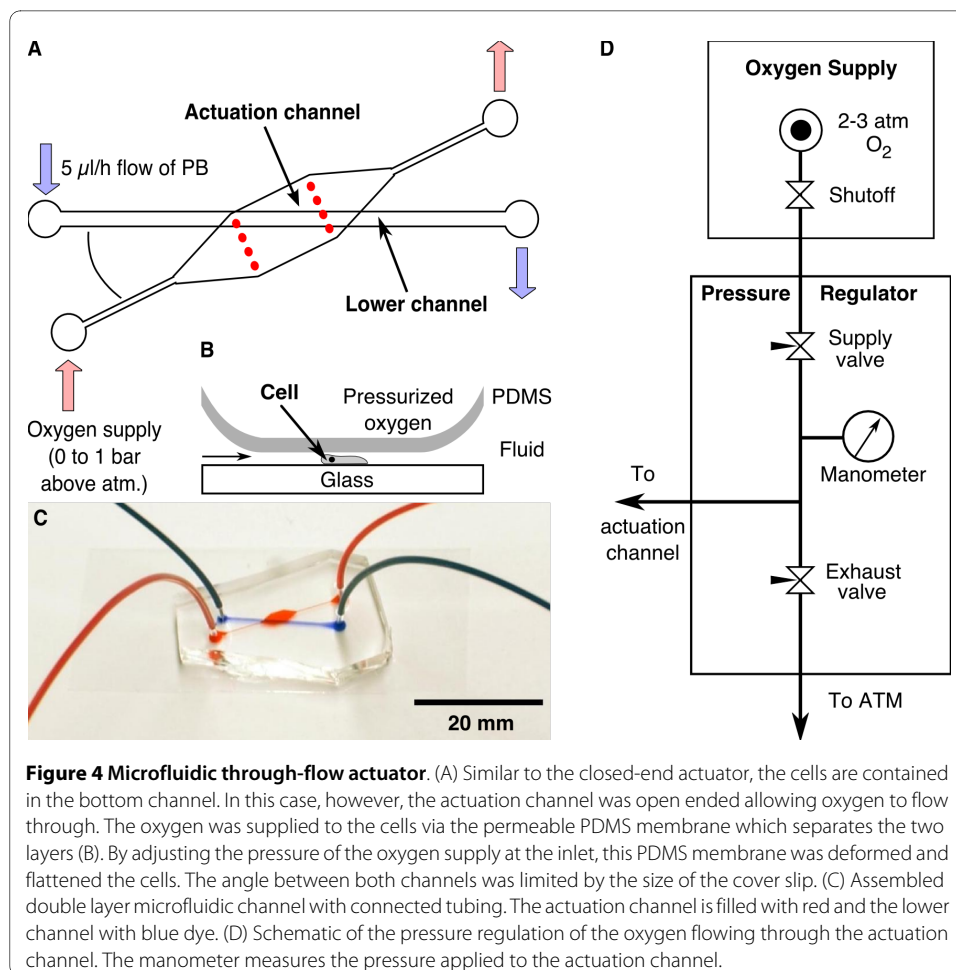 A
Actuation channel
5 µl/h flow of PB
Lower channel
Oxygen supply
(0 to 1 bar
above atm.)
B
Cell
Pressurized
oxygen
PDMS
Fluid
Glass
C
20 mm
D
Oxygen Supply
2-3 atm
O2
Shutoff
Pressure Regulator
Supply
valve
Manometer
To
actuation
channel
Exhaust
valve
To ATM
Figure 4 Microfluidic through-flow actuator. (A) Similar to the closed-end actuator, the cells are contained
in the bottom channel. In this case, however, the actuation channel was open ended allowing oxygen to flow
through. The oxygen was supplied to the cells via the permeable PDMS membrane which separates the two
layers (B). By adjusting the pressure of the oxygen supply at the inlet, this PDMS membrane was deformed and
flattened the cells. The angle between both channels was limited by the size of the cover slip. (C) Assembled
double layer microfluidic channel with connected tubing. The actuation channel is filled with red and the lower
channel with blue dye. (D) Schematic of the pressure regulation of the oxygen flowing through the actuation
channel. The manometer measures the pressure applied to the actuation channel.